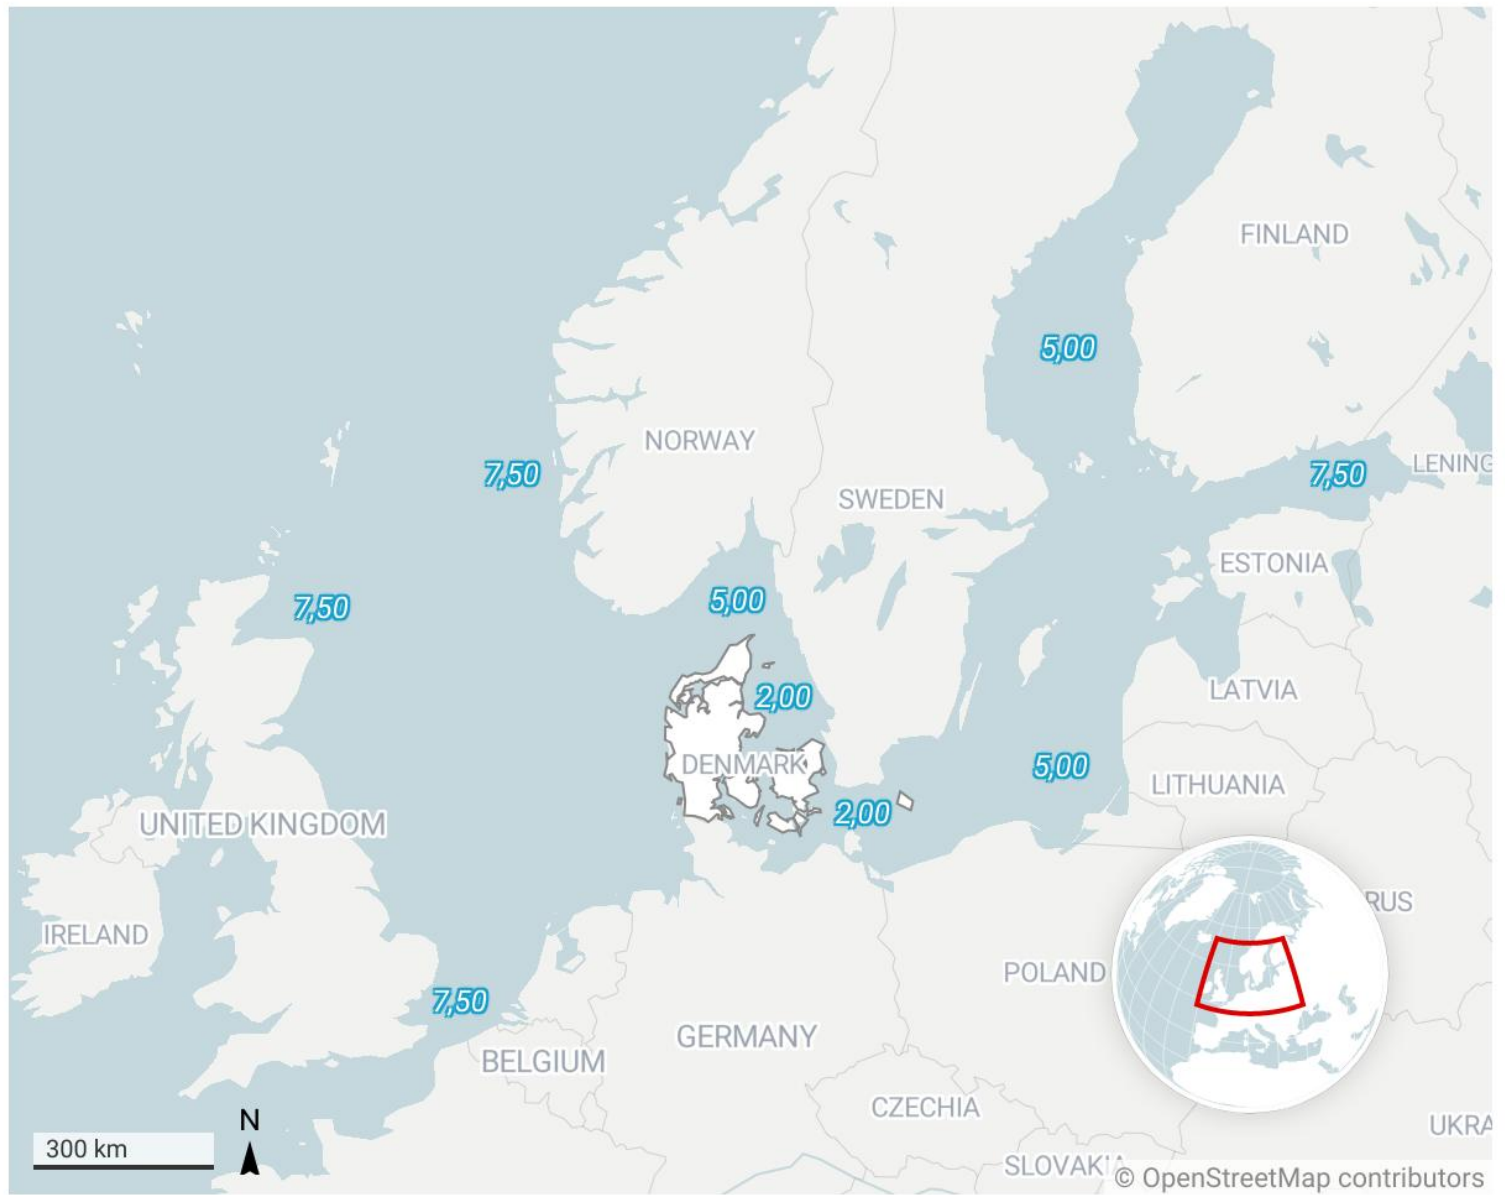 FINLAND
5,00
NORWAY
7,50
7,50
LENING
SWEDEN
ESTONIA
7,50
5,00
LATVIA
2,00
DENMARK
5,00
LITHUANIA
2,00
UNITED KINGDOM
RUS
IRELAND
POLAND
7,50
GERMANY
BELGIUM
CZECHIA
N
UKRA
300 km
SLOVAKIA
© OpenStreetMap contributors